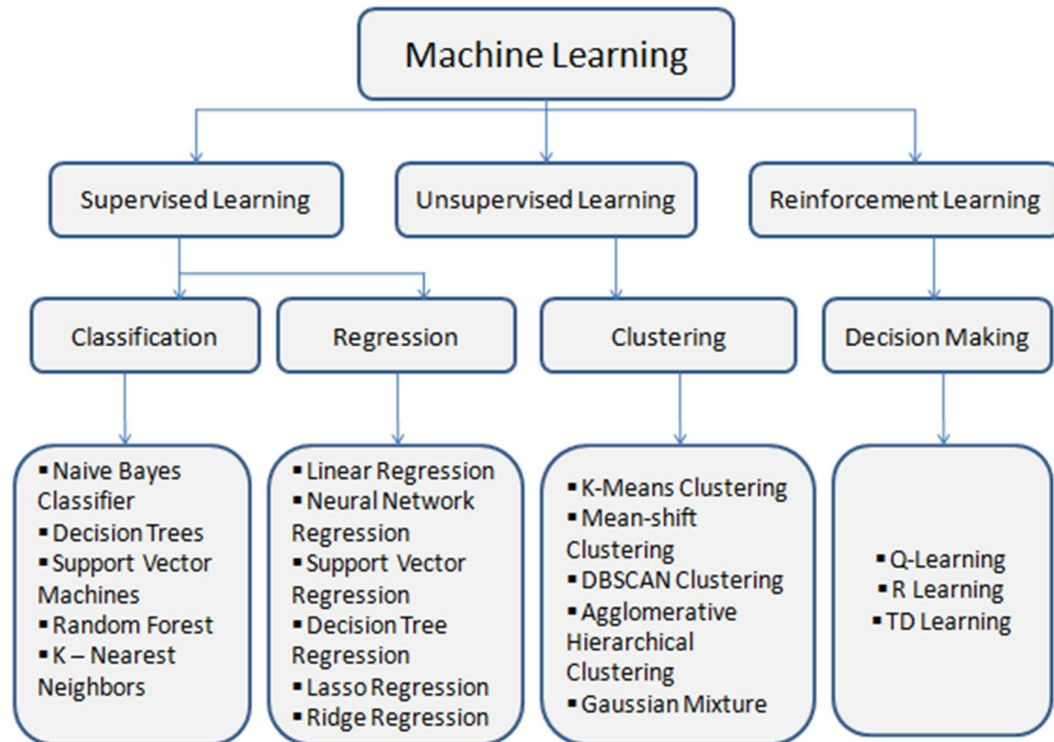 Machine Learning
Supervised Learning
Unsupervised Learning
Reinforcement Learning
Classification
Regression
Clustering
Decision Making
▪ Naive Bayes
Classifier
▪ Decision Trees
▪ Support Vector
Machines
▪ Random Forest
▪ K – Nearest
Neighbors
▪ Linear Regression
▪ Neural Network
Regression
▪ Support Vector
Regression
▪ Decision Tree
Regression
▪ Lasso Regression
▪ Ridge Regression
▪ K-Means Clustering
▪ Mean-shift
Clustering
▪ DBSCAN Clustering
▪ Agglomerative
Hierarchical
Clustering
▪ Gaussian Mixture
▪ Q-Learning
▪ R Learning
▪ TD Learning